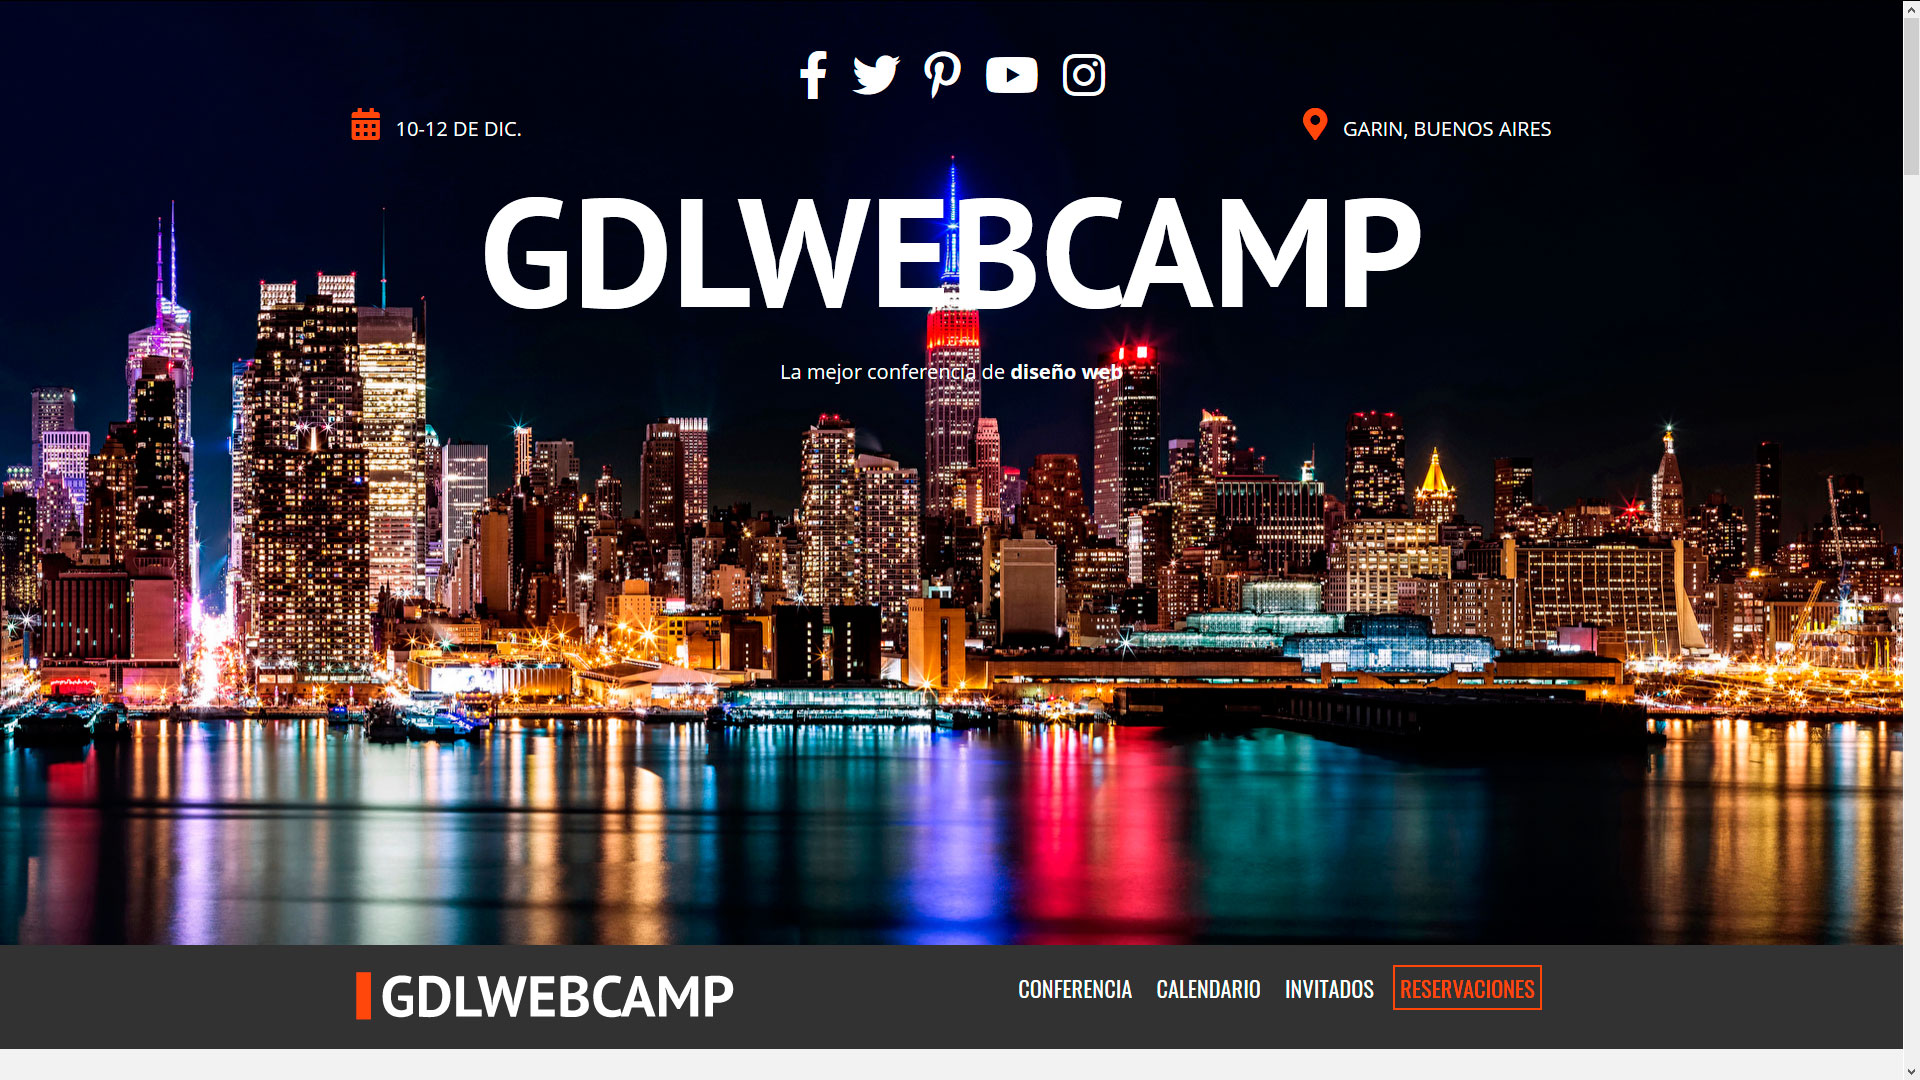 10-12 DE DIC.
GARIN, BUENOS AIRES
GDLWEBCAMP
La mejor conferencia de diseño web
GDLWEBCAMP
CONFERENCIA CALENDARIO INVITADOS RESERVACIONES